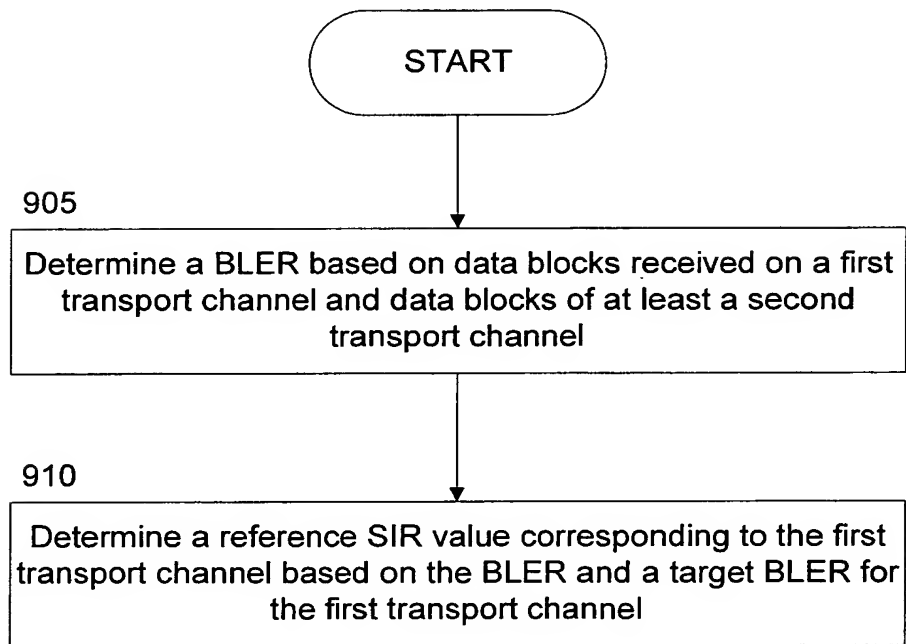 START
905
Determine a BLER based on data blocks received on a first
transport channel and data blocks of at least a second
transport channel
910
Determine a reference SIR value corresponding to the first
transport channel based on the BLER and a target BLER for
the first transport channel